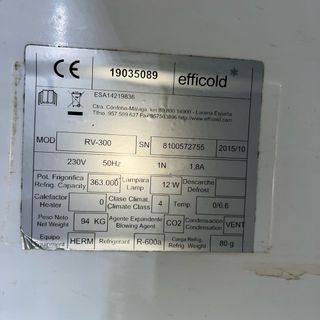 CE 19035089 efficold*
ESA14219836
Ctra. Córdoba-Málaga, km 80,800 14900 - Lucena España
Tfno. 957.509.627 Fax: 957503896 http://www.efficold.com
MOD RV-300 SN 8100572755 2015/10
230V 50Hz 1N 1.8A
Pot. Frigorifica Refrig. Capacity 363.000 Lámpara Lamp 12 W Descarche Defrost
Calefactor Heater 0 Clase Climat. Climate Class 4 Temp. 0/6.6
Peso Neto Net Weight 94 KG Agente Expandente Blowing Agent CO2 Condensación Condensation VENT
Equipo Equipment HERM Refrigerant R-600a Carga Refrig. Refrig. Weight 80 g